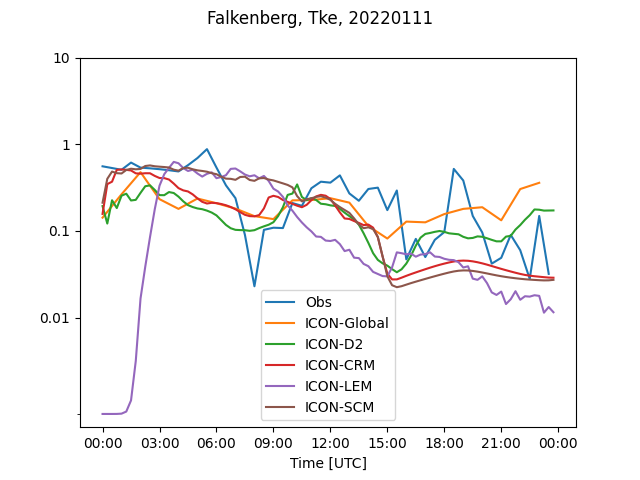 Falkenberg, Tke, 20220111
10
1
0.1
0.01
Obs
ICON-Global
ICON-D2
ICON-CRM
ICON-LEM
ICON-SCM
00:00 03:00 06:00 09:00 12:00 15:00 18:00 21:00 00:00
Time [UTC]